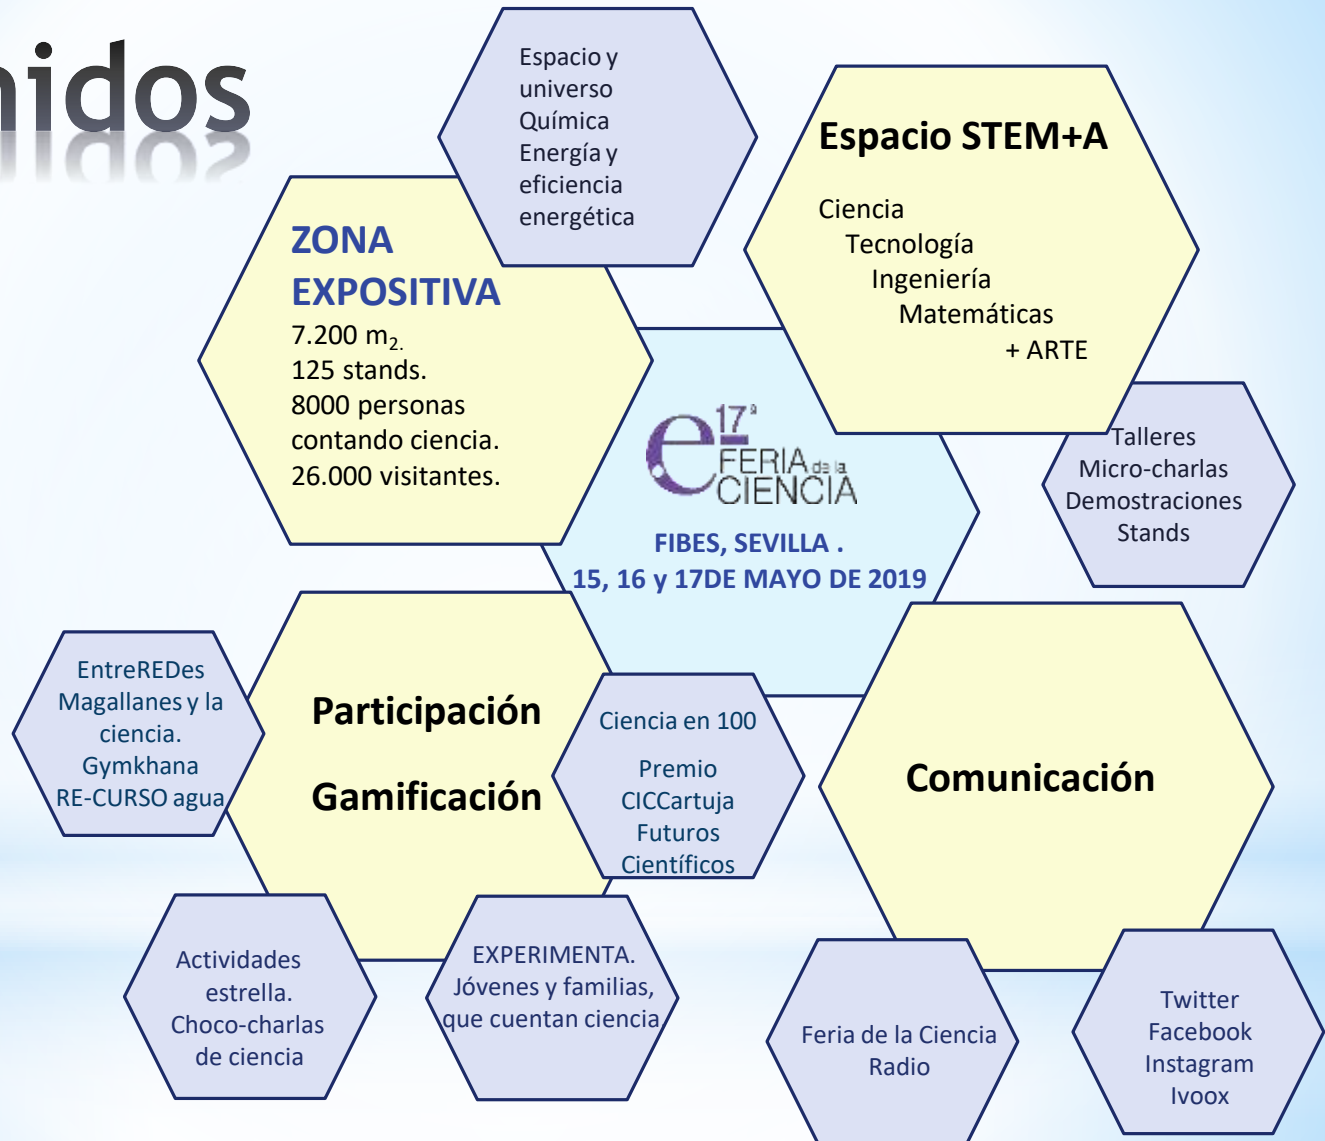 nidos
Espacio y
universo
Química
Energía y
eficiencia
energética
Espacio STEM+A
Ciencia
Tecnología
Ingeniería
Matemáticas
+ ARTE
ZONA
EXPOSITIVA
7.200 m2.
125 stands.
8000 personas
contando ciencia.
26.000 visitantes.
17ª
FERIA de la
CIENCIA
FIBES, SEVILLA .
15, 16 y 17DE MAYO DE 2019
Talleres
Micro-charlas
Demostraciones
Stands
EntreREDes
Magallanes y la
ciencia.
Gymkhana
RE-CURSO agua
Participación
Gamificación
Ciencia en 100
Premio
CICCartuja
Futuros
Científicos
Comunicación
Actividades
estrella.
Choco-charlas
de ciencia
EXPERIMENTA.
Jóvenes y familias,
que cuentan ciencia.
Feria de la Ciencia
Radio
Twitter
Facebook
Instagram
Ivoox